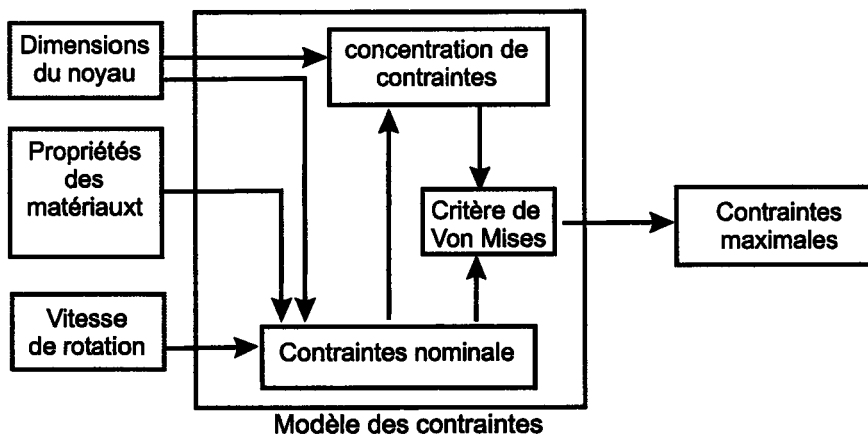 Dimensions
du noyau
concentration de
contraintes
Propriétés
des
matériauxt
Critère de
Von Mises
Contraintes
maximales
Vitesse
de rotation
Contraintes nominale
Modèle des contraintes